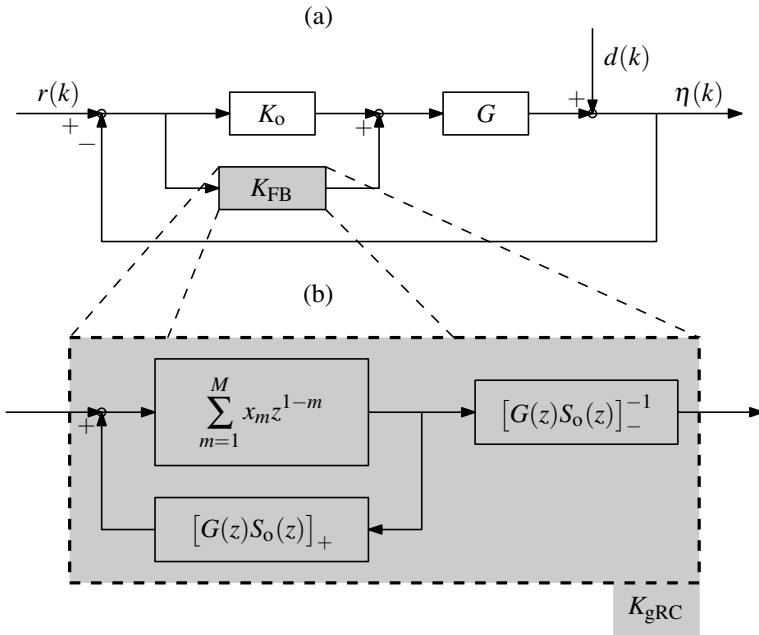 (a)
d(k)
r(k)
+
−
K_o
+
G
+
η(k)
K_FB
(b)
+
∑_{m=1}^{M} x_m z^{1−m}
[G(z)S_o(z)]_−^{−1}
[G(z)S_o(z)]_+
K_gRC